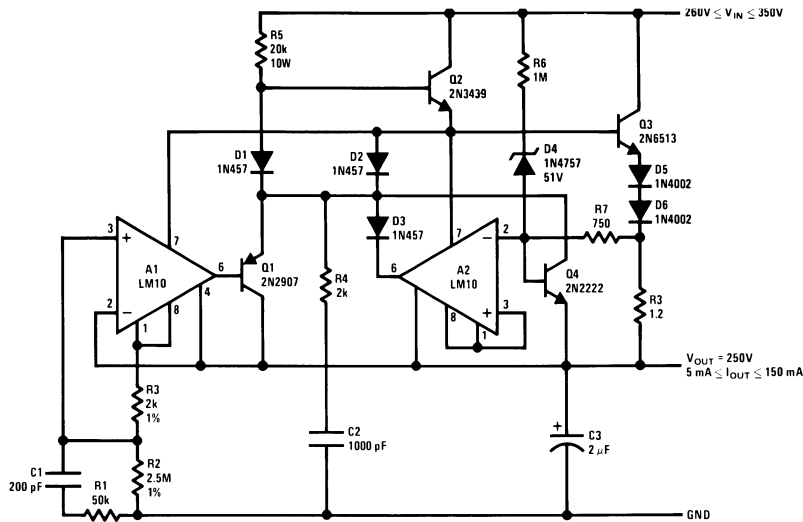 260V ≤ VIN ≤ 350V
R5
20k
10W
R6
1M
Q2
2N3439
Q3
2N6513
D1
1N457
D2
1N457
D4
1N4757
51V
D5
1N4002
D6
1N4002
R7
750
D3
1N457
3
+
7
A1
LM10
6
4
2
−
1
8
Q1
2N2907
R4
2k
7
2
−
A2
LM10
6
+
3
8
1
Q4
2N2222
R3
1.2
VOUT = 250V
5 mA ≤ IOUT ≤ 150 mA
R3
2k
1%
C2
1000 pF
+
C3
2 μF
C1
200 pF
R1
50k
R2
2.5M
1%
GND